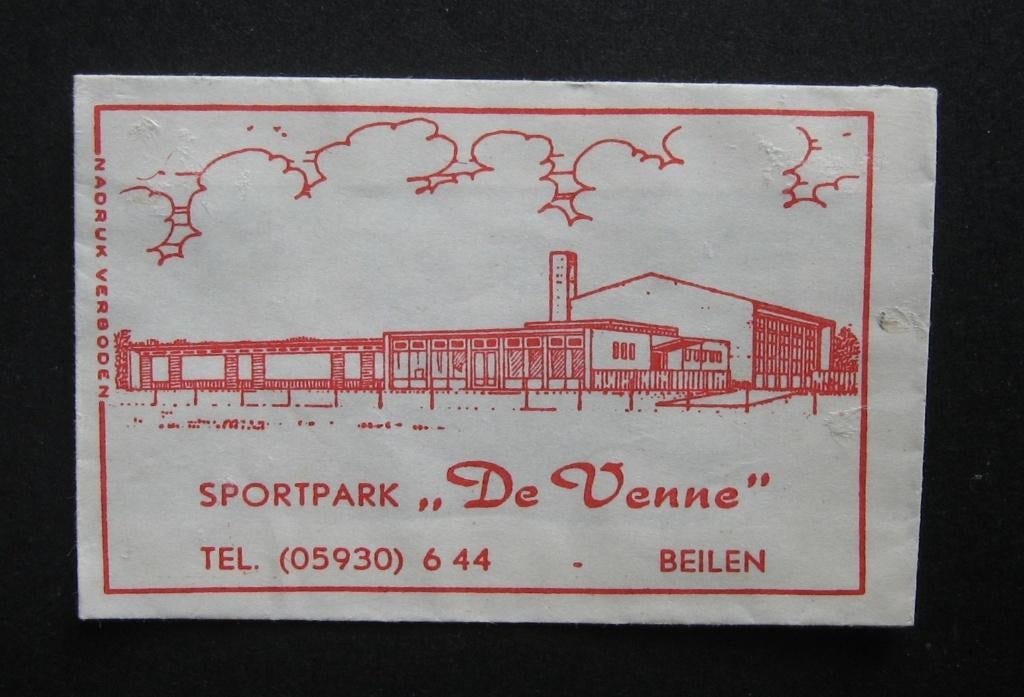 NADRUK VERBODEN
SPORTPARK „De Venne”
TEL. (05930) 6 44 - BEILEN